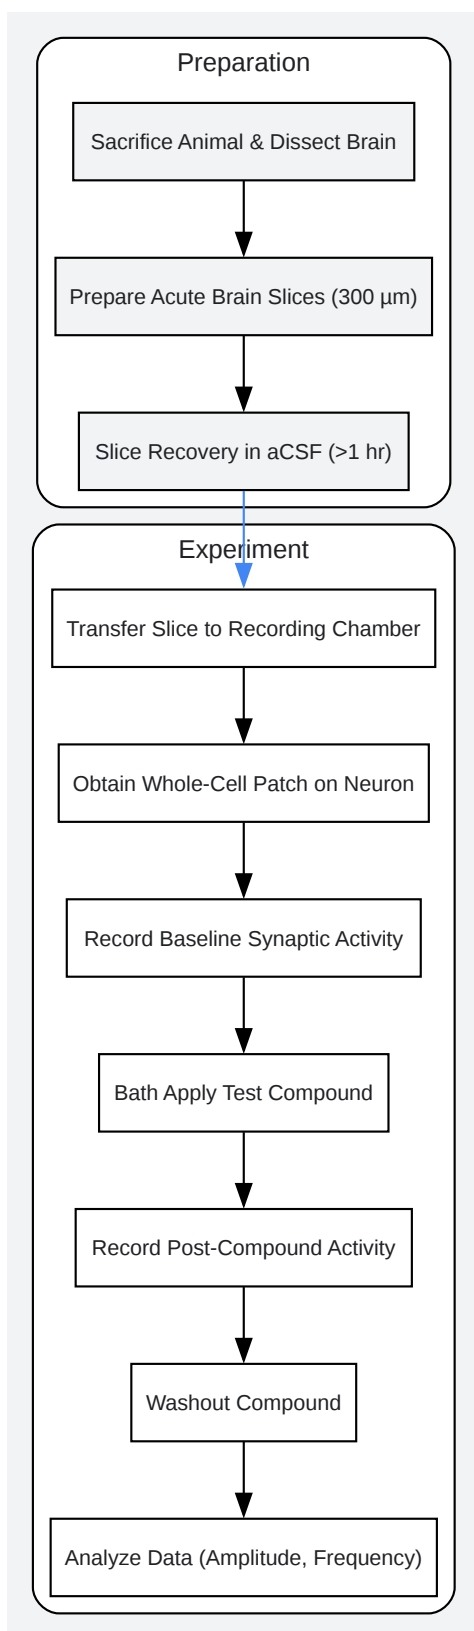 Preparation
Sacrifice Animal & Dissect Brain
Prepare Acute Brain Slices (300 µm)
Slice Recovery in aCSF (>1 hr)
Experiment
Transfer Slice to Recording Chamber
Obtain Whole-Cell Patch on Neuron
Record Baseline Synaptic Activity
Bath Apply Test Compound
Record Post-Compound Activity
Washout Compound
Analyze Data (Amplitude, Frequency)